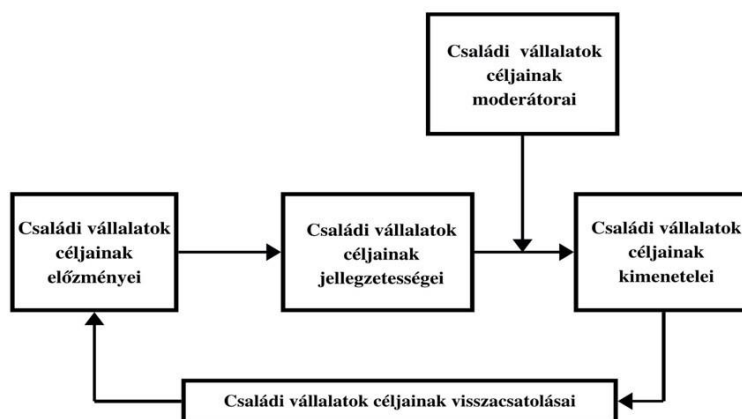 Családi vállalatok
céljainak
moderátorai
Családi vállalatok
céljainak
előzményei
Családi vállalatok
céljainak
jellegzetességei
Családi vállalatok
céljainak
kimenetelei
Családi vállalatok céljainak visszacsatolásai